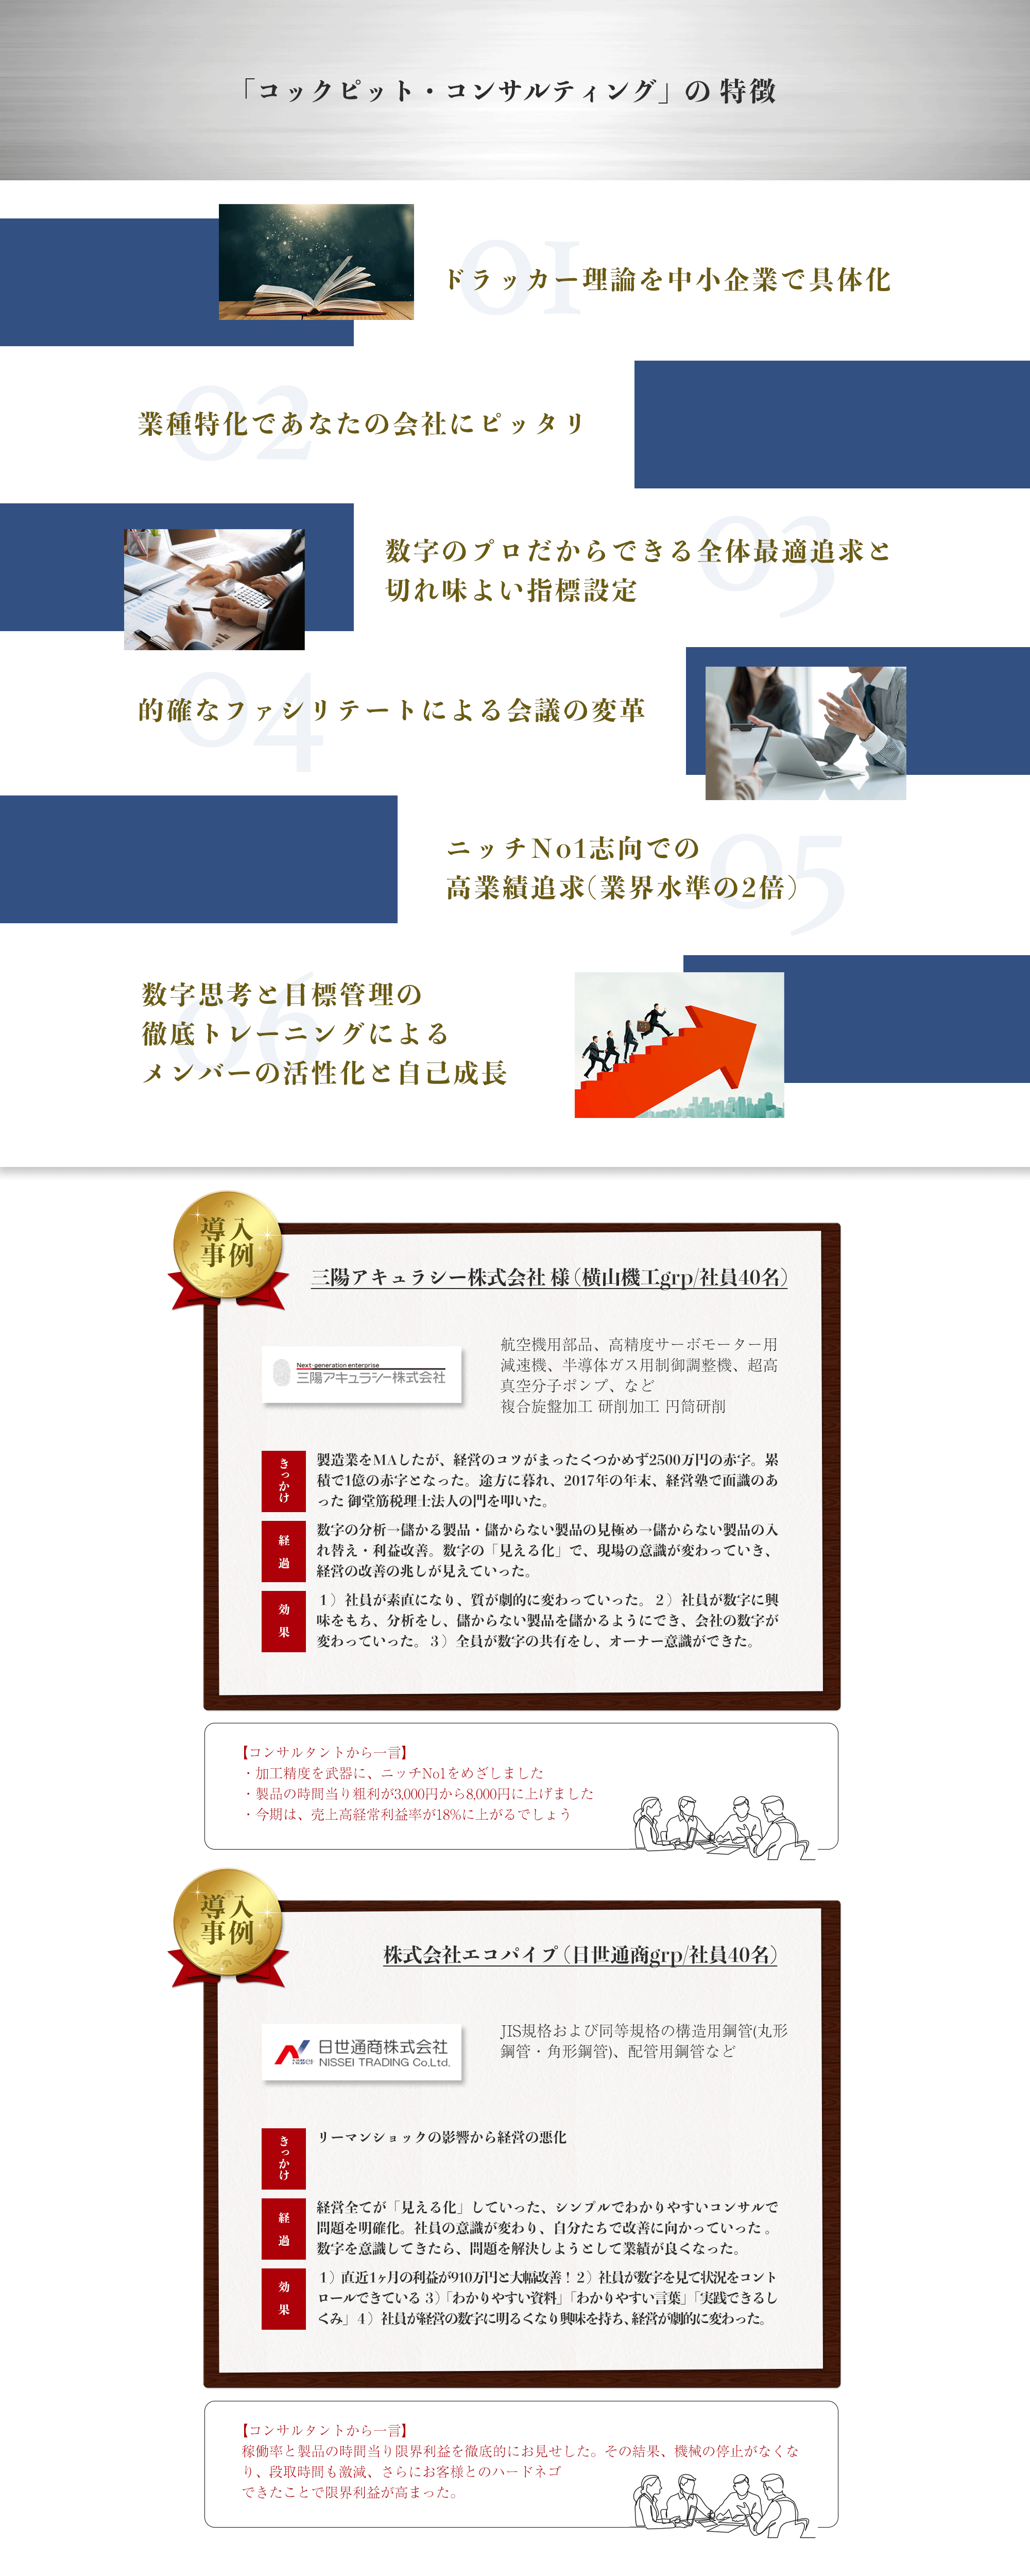 「コックピット・コンサルティング」の 特徴
01
ドラッカー理論を中小企業で具体化
02
業種特化であなたの会社にピッタリ
03
数字のプロだからできる全体最適追求と
切れ味よい指標設定
04
的確なファシリテートによる会議の変革
05
ニッチNo1志向での
高業績追求(業界水準の2倍)
06
数字思考と目標管理の
徹底トレーニングによる
メンバーの活性化と自己成長
導入
事例
三陽アキュラシー株式会社 様(横山機工grp/社員40名)
Next-generation enterprise
三陽アキュラシー株式会社
航空機用部品、高精度サーボモーター用
減速機、半導体ガス用制御調整機、超高
真空分子ポンプ、など
複合旋盤加工 研削加工 円筒研削
きっかけ
製造業をMAしたが、経営のコツがまったくつかめず2500万円の赤字。累
積で1億の赤字となった。途方に暮れ、2017年の年末、経営塾で面識のあ
った 御堂筋税理士法人の門を叩いた。
経過
数字の分析→儲かる製品・儲からない製品の見極め→儲からない製品の入
れ替え・利益改善。数字の「見える化」で、現場の意識が変わっていき、
経営の改善の兆しが見えていった。
効果
1）社員が素直になり、質が劇的に変わっていった。2）社員が数字に興
味をもち、分析をし、儲からない製品を儲かるようにでき、会社の数字が
変わっていった。3）全員が数字の共有をし、オーナー意識ができた。
【コンサルタントから一言】
・加工精度を武器に、ニッチNo1をめざしました
・製品の時間当り粗利が3,000円から8,000円に上げました
・今期は、売上高経常利益率が18%に上がるでしょう
導入
事例
株式会社エコパイプ(日世通商grp/社員40名)
日世通商株式会社
NISSEI TRADING Co,Ltd.
JIS規格および同等規格の構造用鋼管(丸形
鋼管・角形鋼管)、配管用鋼管など
きっかけ
リーマンショックの影響から経営の悪化
経過
経営全てが「見える化」していった、シンプルでわかりやすいコンサルで
問題を明確化。社員の意識が変わり、自分たちで改善に向かっていった 。
数字を意識してきたら、問題を解決しようとして業績が良くなった。
効果
1）直近1ヶ月の利益が910万円と大幅改善！2）社員が数字を見て状況をコント
ロールできている 3）「わかりやすい資料」「わかりやすい言葉」「実践できるし
くみ」4）社員が経営の数字に明るくなり興味を持ち、経営が劇的に変わった。
【コンサルタントから一言】
稼働率と製品の時間当り限界利益を徹底的にお見せした。その結果、機械の停止がなくな
り、段取時間も激減、さらにお客様とのハードネゴ
できたことで限界利益が高まった。